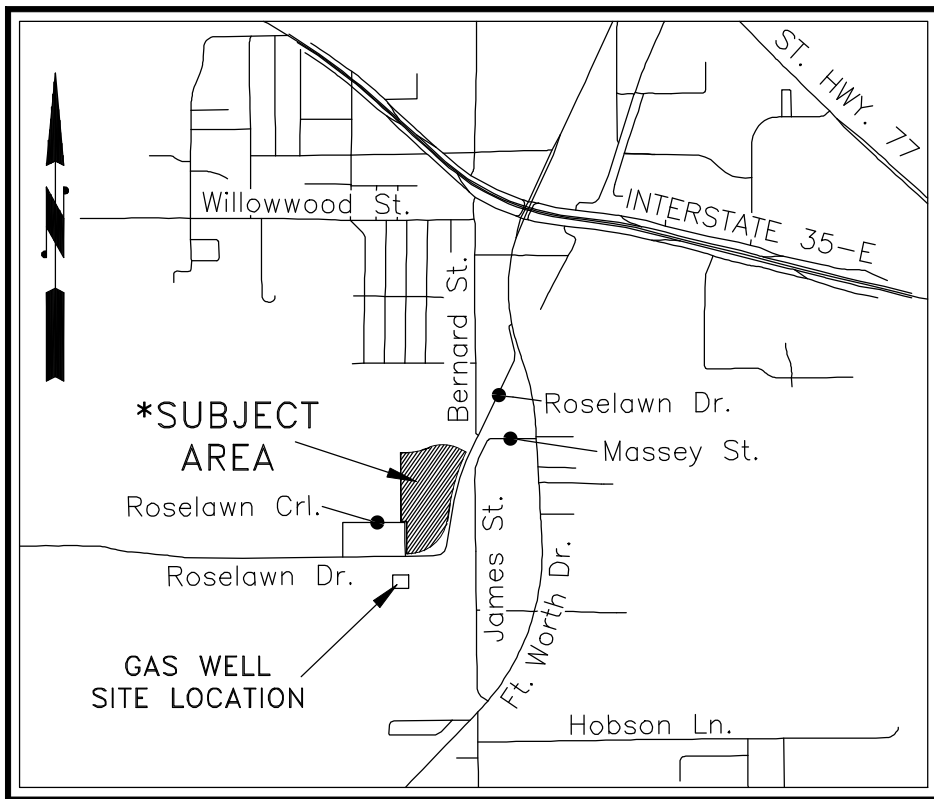 ST. HWY. 77
INTERSTATE 35-E
Willowwood St.
N
Bernard St.
Roselawn Dr.
*SUBJECT
AREA
Massey St.
Roselawn Crl.
James St.
Roselawn Dr.
Ft. Worth Dr.
GAS WELL
SITE LOCATION
Hobson Ln.